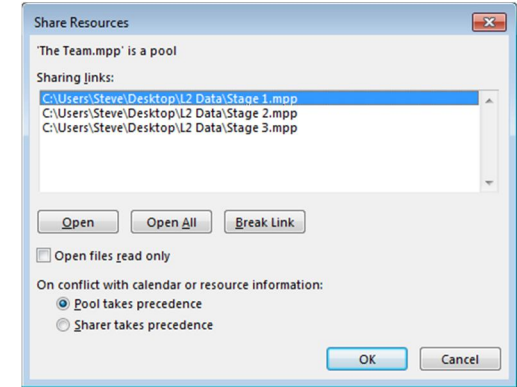 Share Resources
'The Team.mpp' is a pool
Sharing links:
C:\Users\Steve\Desktop\L2 Data\Stage 1.mpp
C:\Users\Steve\Desktop\L2 Data\Stage 2.mpp
C:\Users\Steve\Desktop\L2 Data\Stage 3.mpp
Open Open All Break Link
Open files read only
On conflict with calendar or resource information:
Pool takes precedence
Sharer takes precedence
OK Cancel